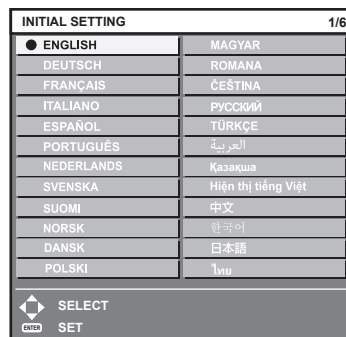 INITIAL SETTING 1/6
ENGLISH
DEUTSCH
FRANÇAIS
ITALIANO
ESPAÑOL
PORTUGUÊS
NEDERLANDS
SVENSKA
SUOMI
NORSK
DANSK
POLSKI
MAGYAR
ROMANA
ČEŠTINA
РУССКИЙ
TÜRKÇE
العربية
Қазақша
Hiện thị tiếng Việt
中文
한국어
日本語
ไทย
SELECT
ENTER SET